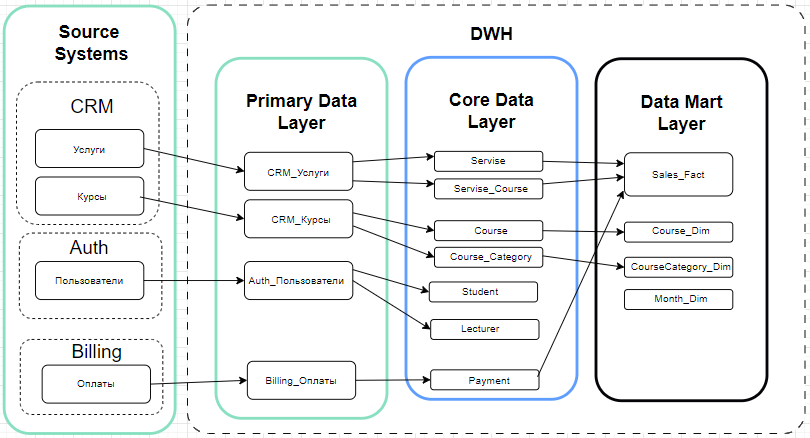 Source
Systems
CRM
Услуги
Курсы
Auth
Пользователи
Billing
Оплаты
DWH
Primary Data
Layer
CRM_Услуги
CRM_Курсы
Auth_Пользователи
Billing_Оплаты
Core Data
Layer
Servise
Servise_Course
Course
Course_Category
Student
Lecturer
Payment
Data Mart
Layer
Sales_Fact
Course_Dim
CourseCategory_Dim
Month_Dim